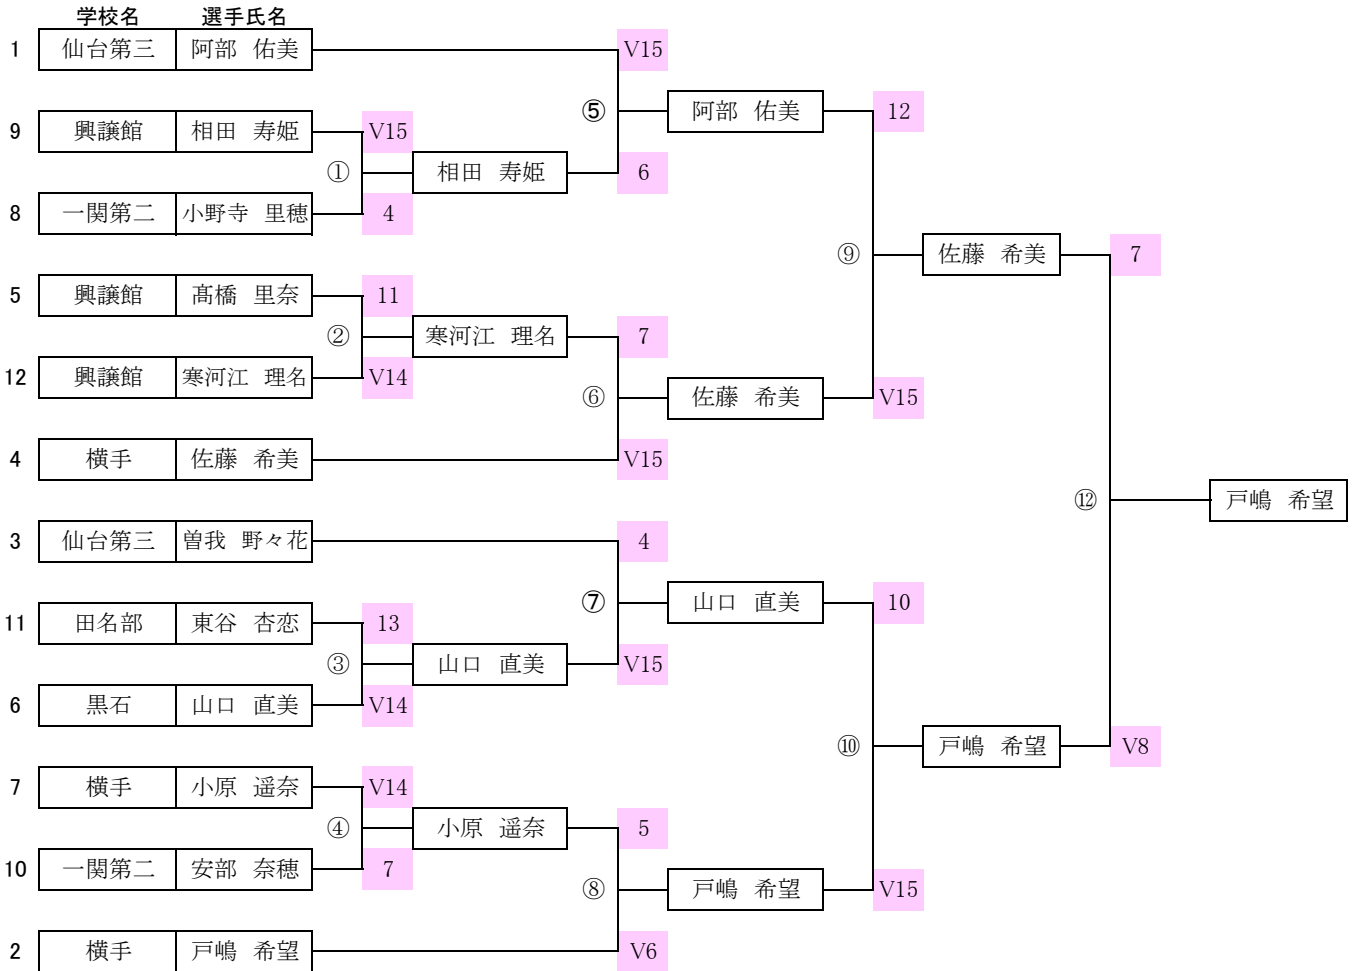 学校名 選手氏名
1 仙台第三 阿部 佑美 V15
⑤ 阿部 佑美 12
9 興譲館 相田 寿姫 V15
① 相田 寿姫 6
8 一関第二 小野寺 里穂 4
⑨ 佐藤 希美 7
5 興譲館 髙橋 里奈 11
② 寒河江 理名 7
12 興譲館 寒河江 理名 V14
⑥ 佐藤 希美 V15
4 横手 佐藤 希美 V15
⑫ 戸嶋 希望
3 仙台第三 曽我 野々花 4
⑦ 山口 直美 10
11 田名部 東谷 杏恋 13
③ 山口 直美 V15
6 黒石 山口 直美 V14
⑩ 戸嶋 希望 V8
7 横手 小原 遥奈 V14
④ 小原 遥奈 5
10 一関第二 安部 奈穂 7
⑧ 戸嶋 希望 V15
2 横手 戸嶋 希望 V6